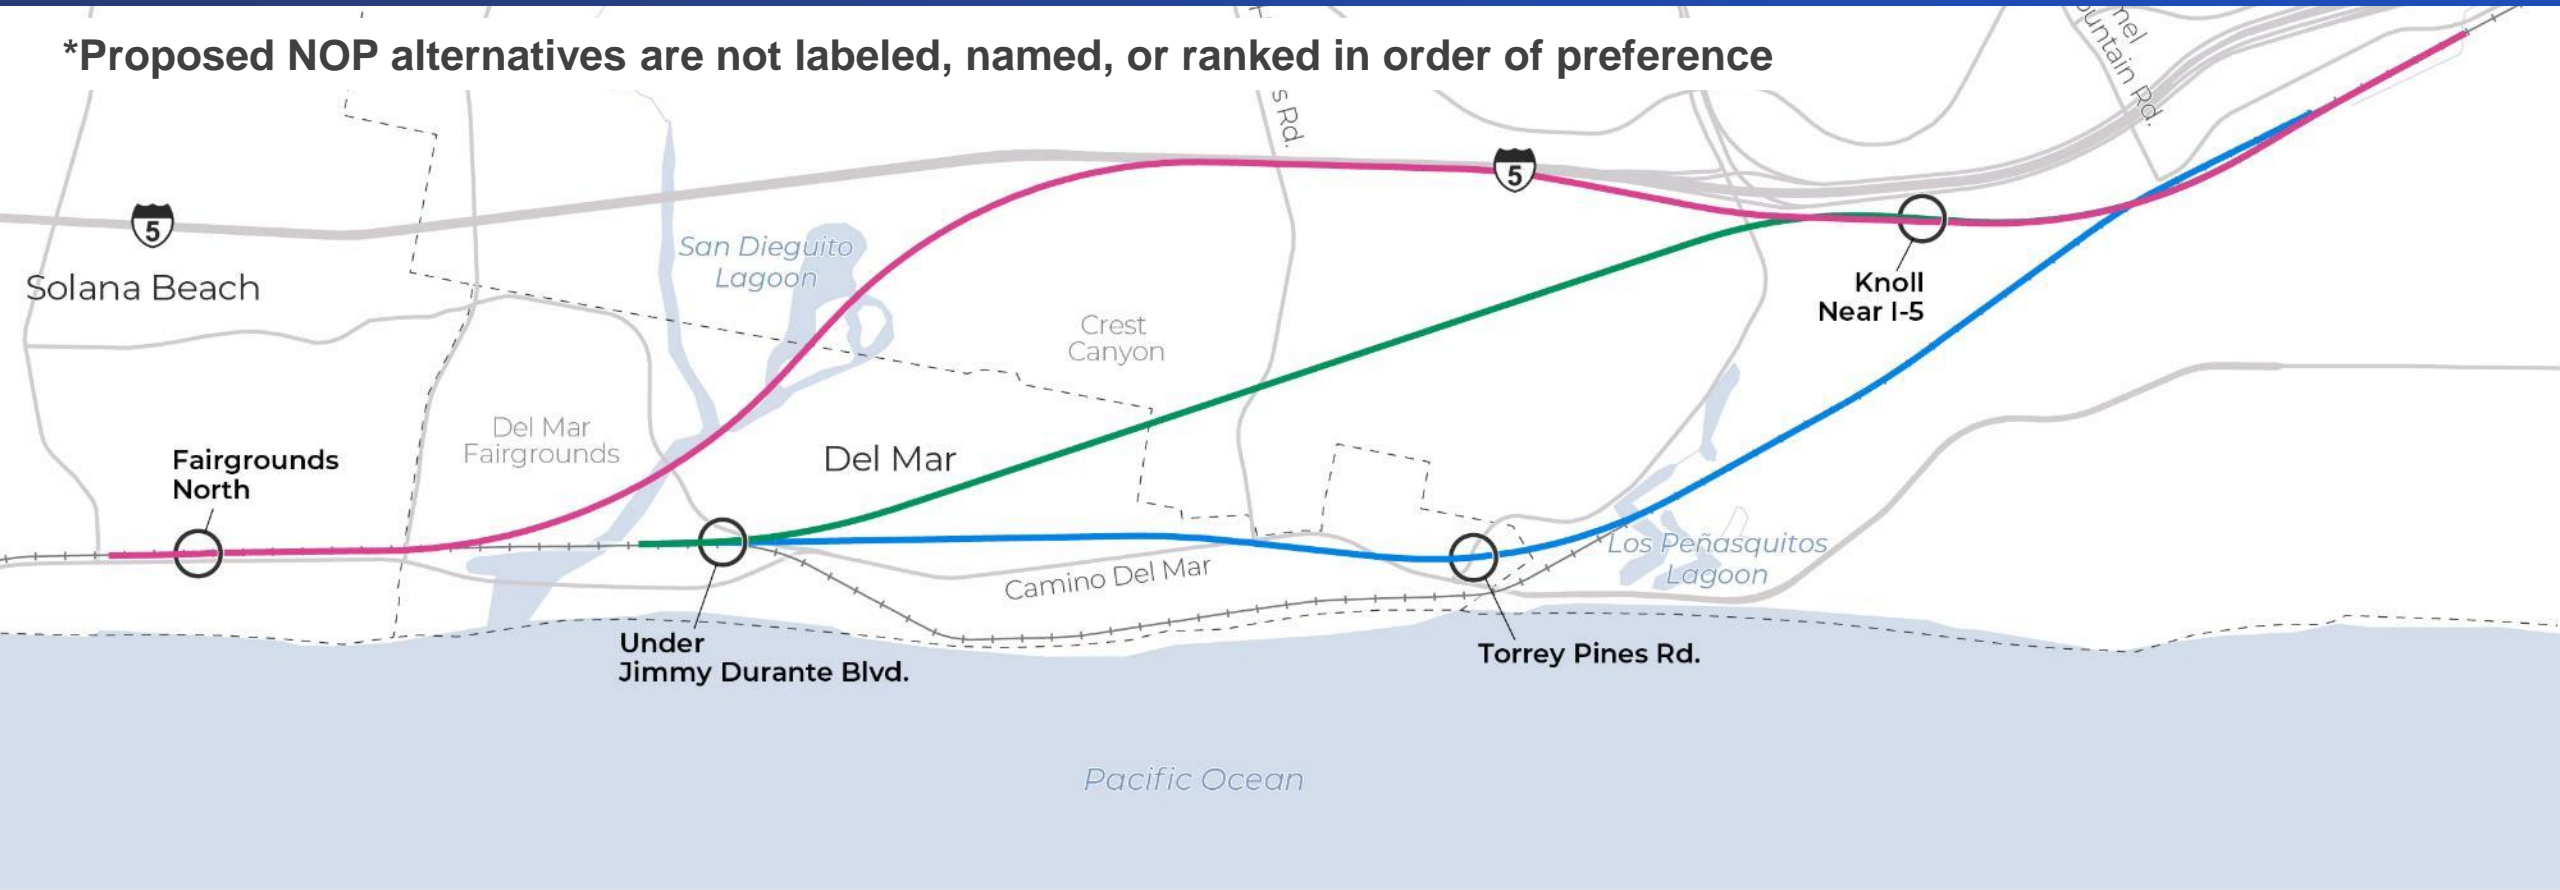 *Proposed NOP alternatives are not labeled, named, or ranked in order of preference
s Rd.
5
5
Solana Beach
San Dieguito
Lagoon
Knoll
Near I-5
Crest
Canyon
Del Mar
Fairgrounds
Del Mar
Fairgrounds
North
Camino Del Mar
Los Peñasquitos
Lagoon
Under
Jimmy Durante Blvd.
Torrey Pines Rd.
Pacific Ocean